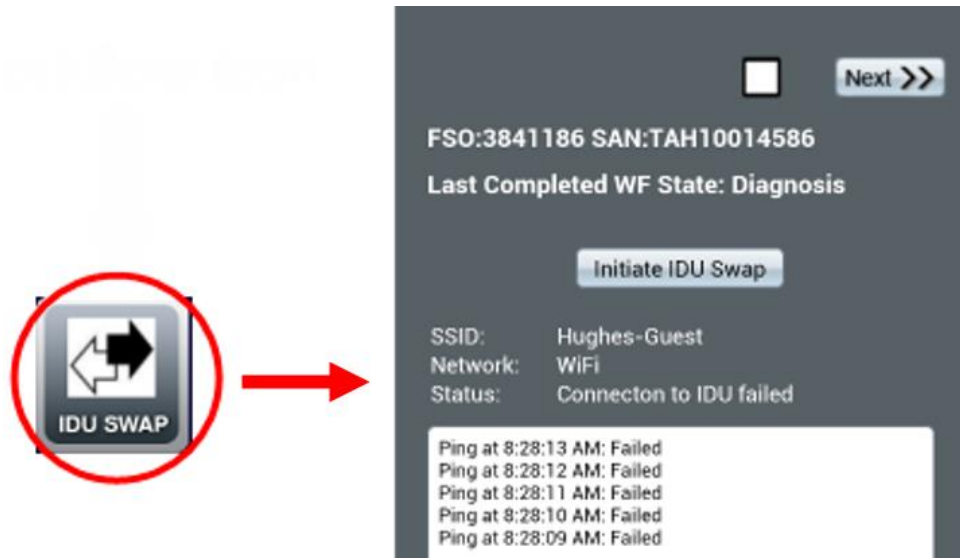 IDU SWAP
Next >>
FSO:3841186 SAN:TAH10014586
Last Completed WF State: Diagnosis
Initiate IDU Swap
SSID: Hughes-Guest
Network: WiFi
Status: Connecton to IDU failed
Ping at 8:28:13 AM: Failed
Ping at 8:28:12 AM: Failed
Ping at 8:28:11 AM: Failed
Ping at 8:28:10 AM: Failed
Ping at 8:28:09 AM: Failed